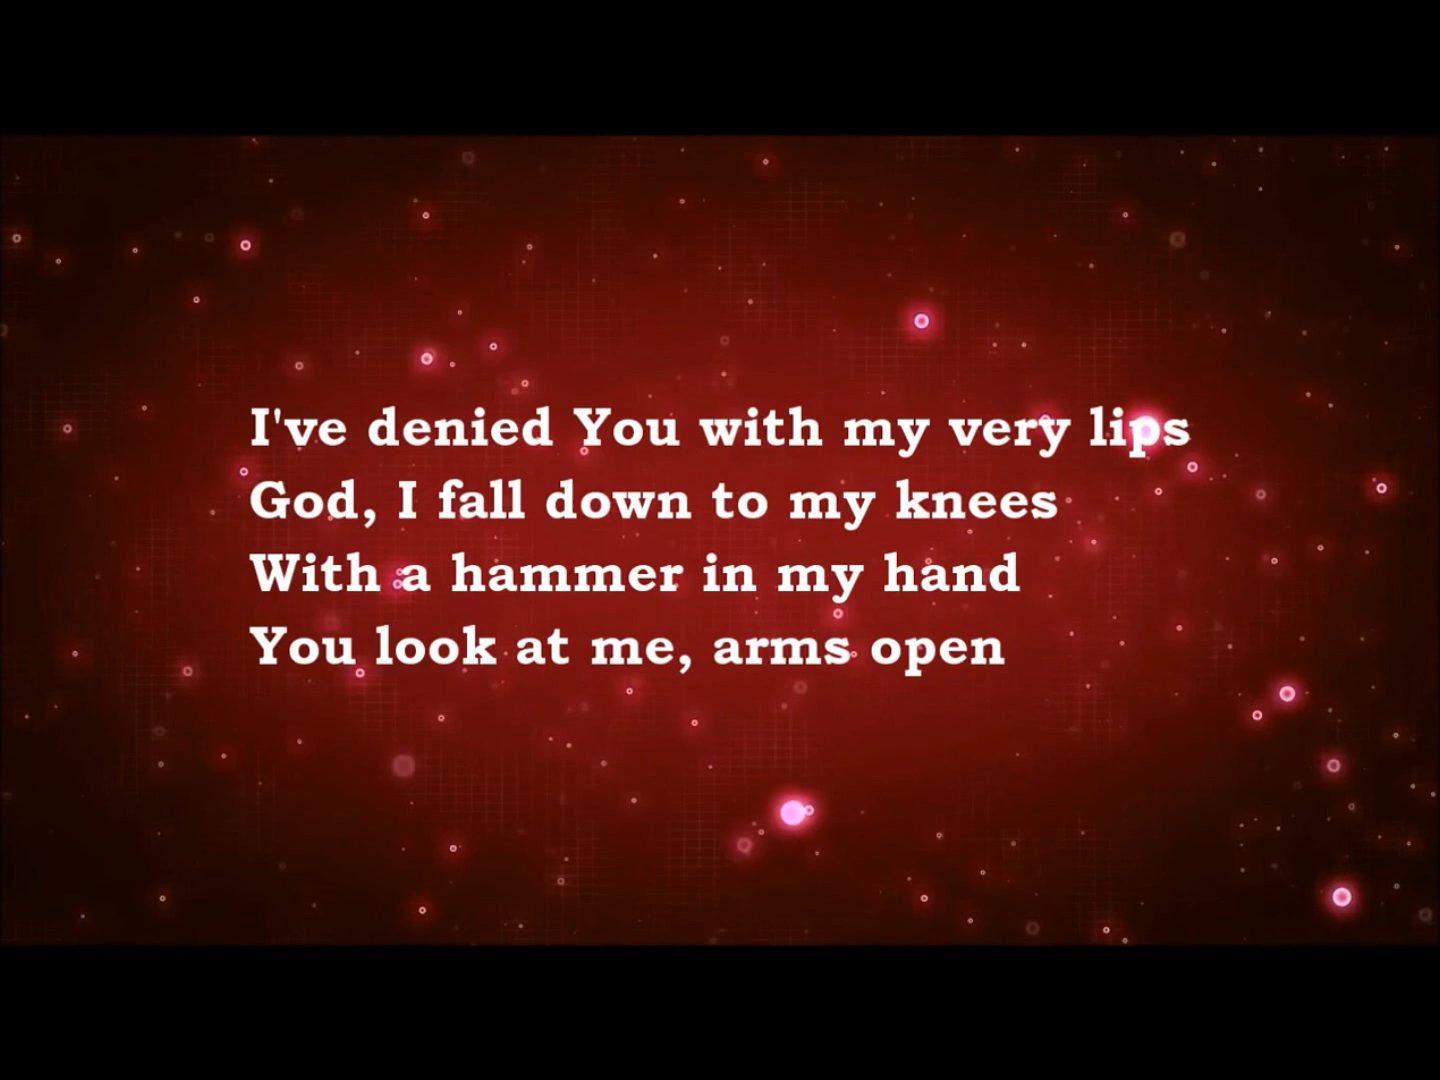 I've denied You with my very lips
God, I fall down to my knees
With a hammer in my hand
You look at me, arms open